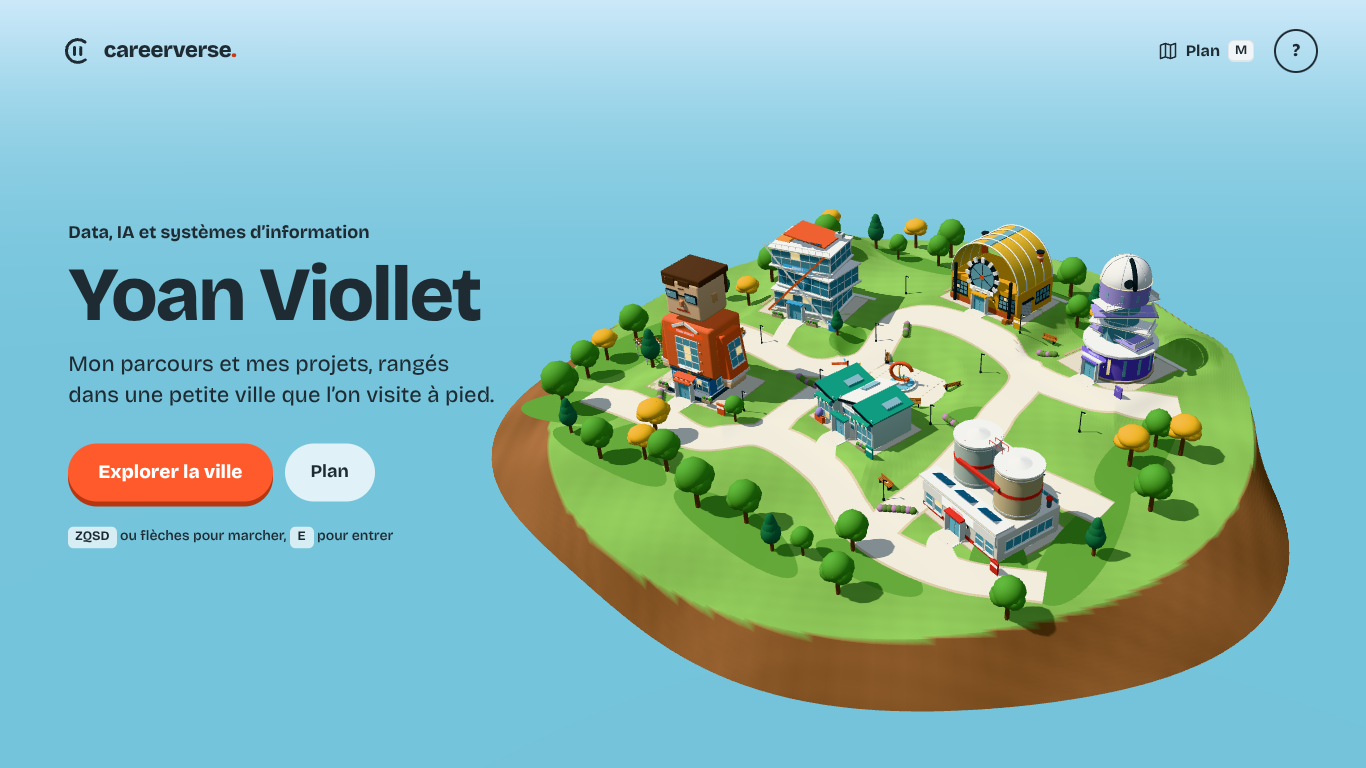 careerverse.
Plan M ?
Data, IA et systèmes d'information
Yoan Viollet
Mon parcours et mes projets, rangés
dans une petite ville que l'on visite à pied.
Explorer la ville Plan
ZQSD ou flèches pour marcher, E pour entrer